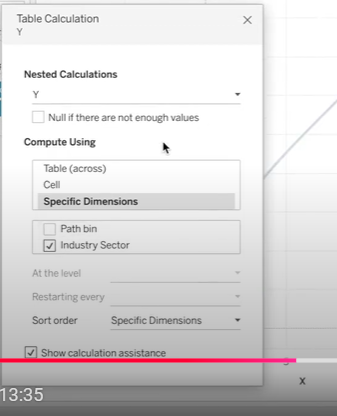 Table Calculation
Y
Nested Calculations
Y
Null if there are not enough values
Compute Using
Table (across)
Cell
Specific Dimensions
Path bin
Industry Sector
At the level
Restarting every
Sort order Specific Dimensions
Show calculation assistance
X
13:35